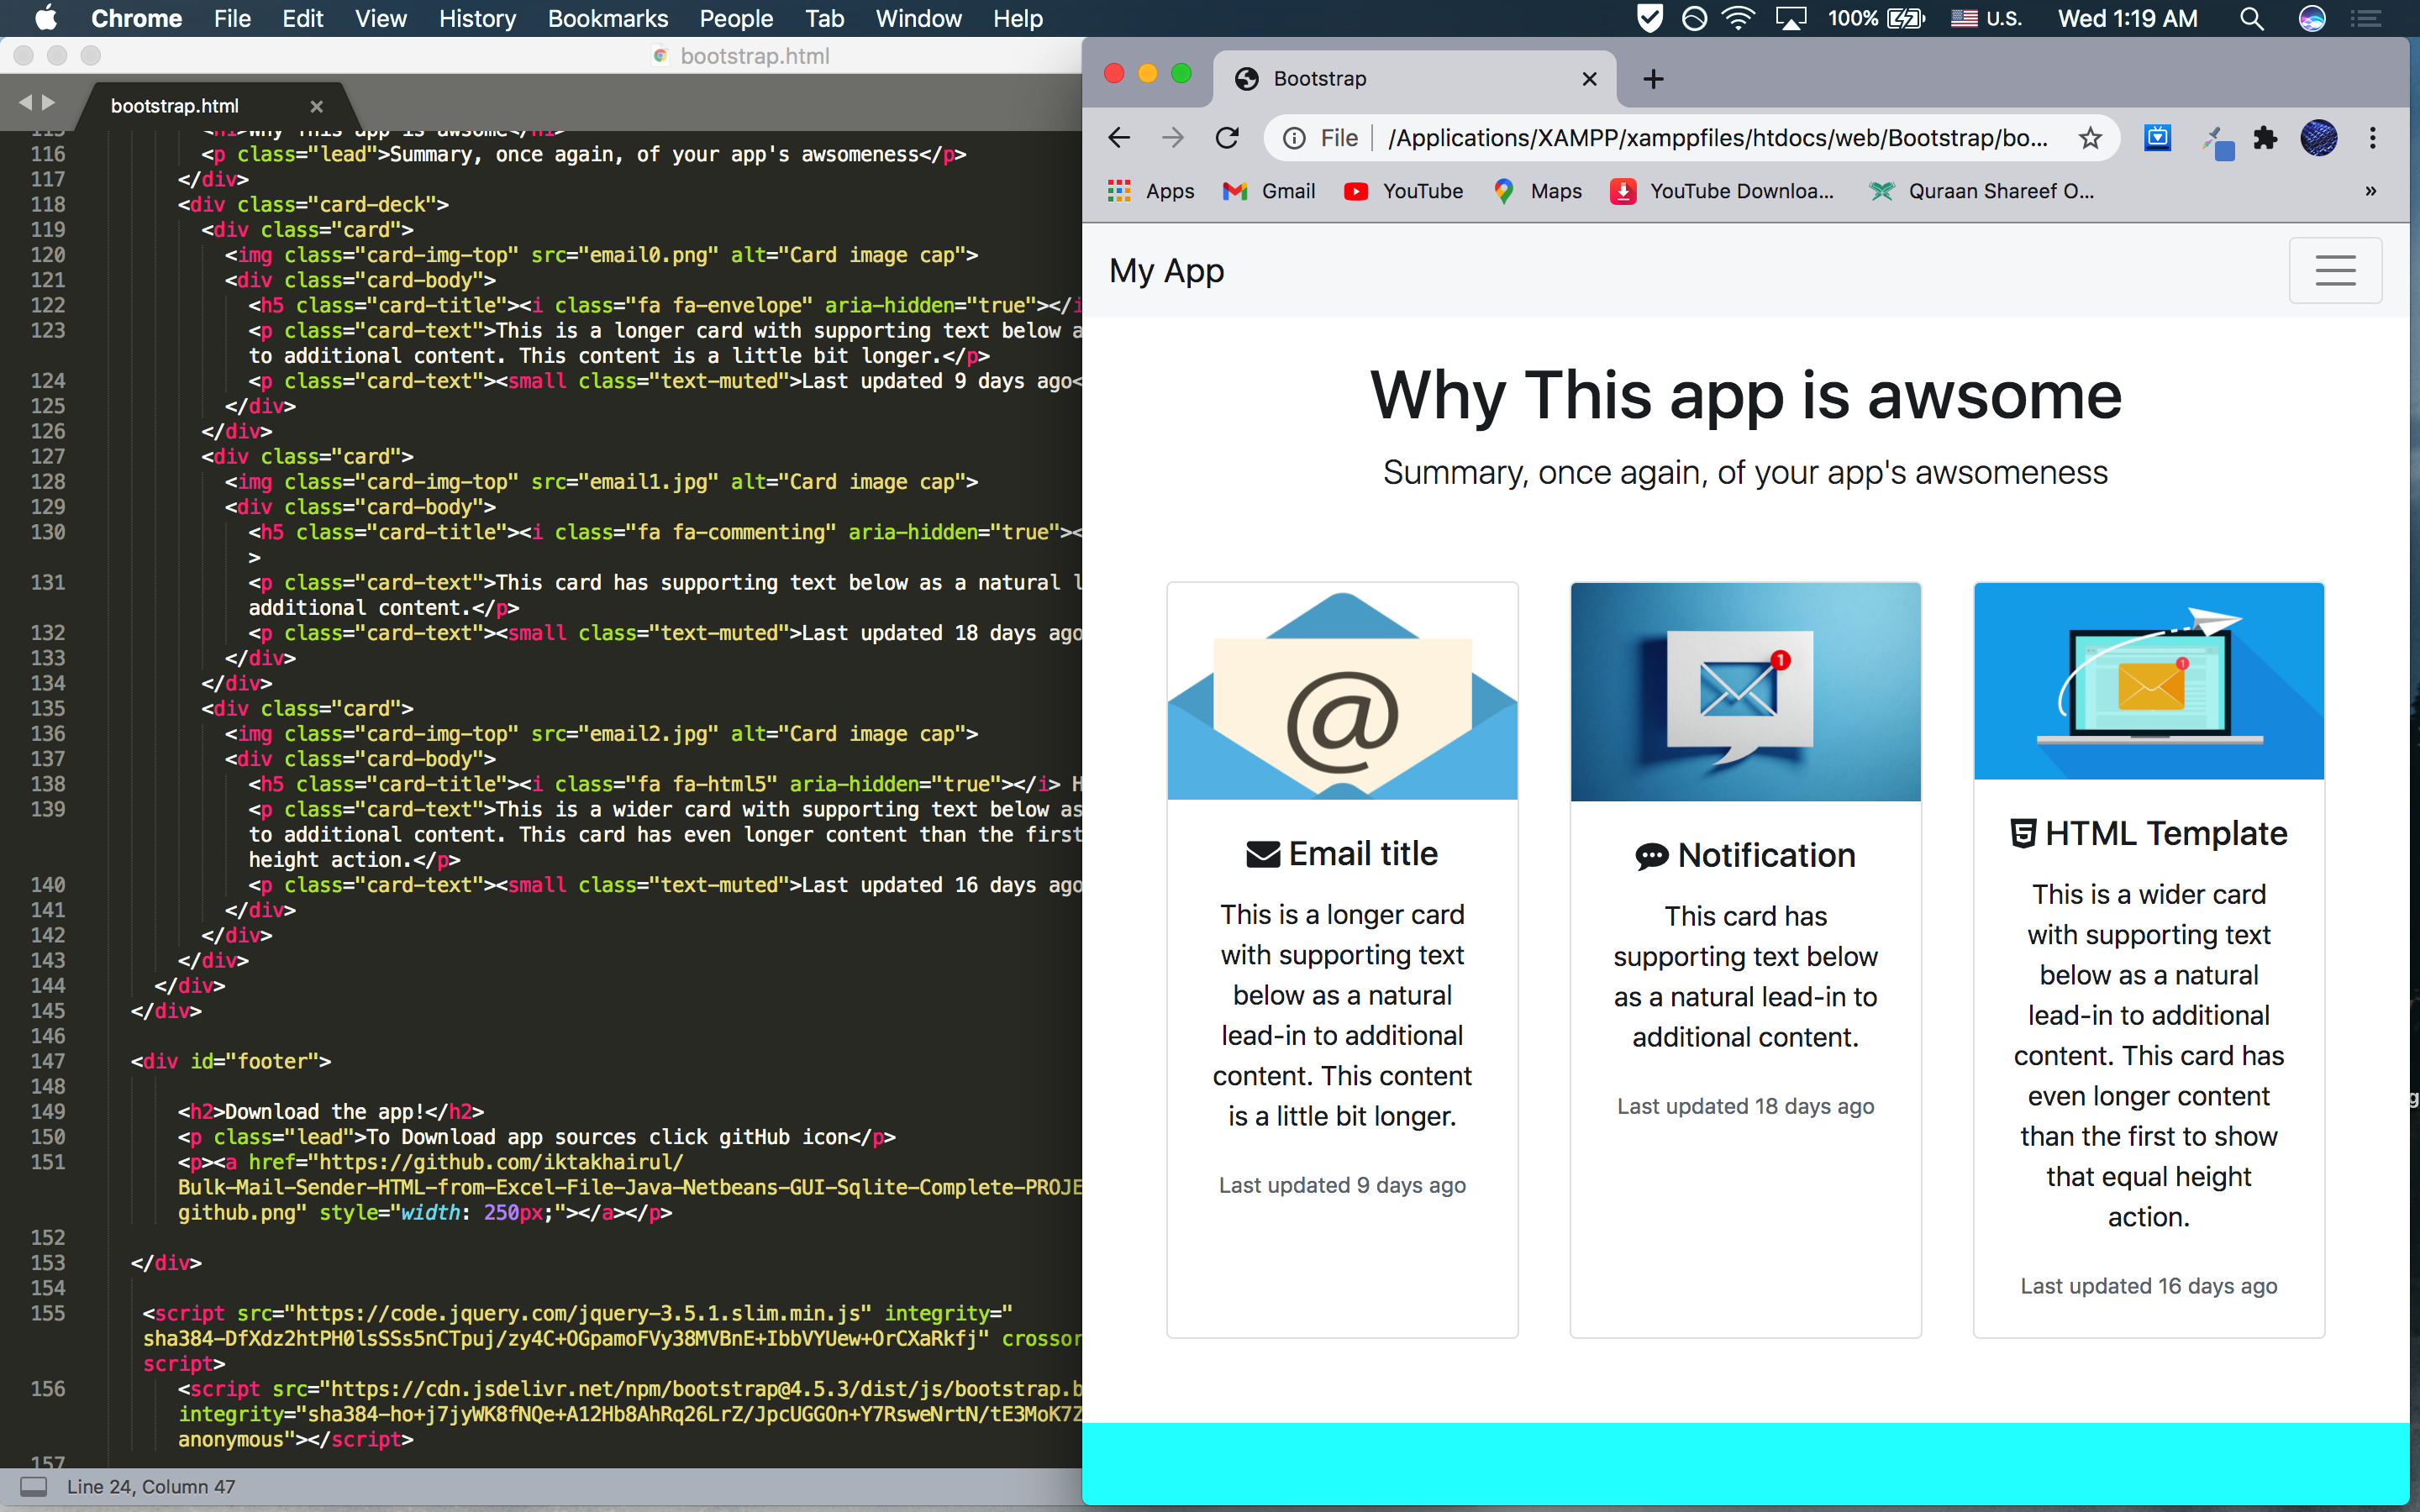 Chrome File Edit View History Bookmarks People Tab Window Help 100% U.S. Wed 1:19 AM
bootstrap.html
bootstrap.html ×
115 <h1>Why This app is awsome</h1>
116 <p class="lead">Summary, once again, of your app's awsomeness</p>
117 </div>
118 <div class="card-deck">
119 <div class="card">
120 <img class="card-img-top" src="email0.png" alt="Card image cap">
121 <div class="card-body">
122 <h5 class="card-title"><i class="fa fa-envelope" aria-hidden="true"></i
123 <p class="card-text">This is a longer card with supporting text below a
to additional content. This content is a little bit longer.</p>
124 <p class="card-text"><small class="text-muted">Last updated 9 days ago<
125 </div>
126 </div>
127 <div class="card">
128 <img class="card-img-top" src="email1.jpg" alt="Card image cap">
129 <div class="card-body">
130 <h5 class="card-title"><i class="fa fa-commenting" aria-hidden="true"><
>
131 <p class="card-text">This card has supporting text below as a natural l
additional content.</p>
132 <p class="card-text"><small class="text-muted">Last updated 18 days ago
133 </div>
134 </div>
135 <div class="card">
136 <img class="card-img-top" src="email2.jpg" alt="Card image cap">
137 <div class="card-body">
138 <h5 class="card-title"><i class="fa fa-html5" aria-hidden="true"></i> H
139 <p class="card-text">This is a wider card with supporting text below as
to additional content. This card has even longer content than the first
height action.</p>
140 <p class="card-text"><small class="text-muted">Last updated 16 days ago
141 </div>
142 </div>
143 </div>
144 </div>
145 </div>
146
147 <div id="footer">
148
149 <h2>Download the app!</h2>
150 <p class="lead">To Download app sources click gitHub icon</p>
151 <p><a href="https://github.com/iktakhairul/
Bulk-Mail-Sender-HTML-from-Excel-File-Java-Netbeans-GUI-Sqlite-Complete-PROJE
github.png" style="width: 250px;"></a></p>
152
153 </div>
154
155 <script src="https://code.jquery.com/jquery-3.5.1.slim.min.js" integrity="
sha384-DfXdz2htPH0lsSSs5nCTpuj/zy4C+OGpamoFVy38MVBnE+IbbVYUew+OrCXaRkfj" crossor
script>
156 <script src="https://cdn.jsdelivr.net/npm/bootstrap@4.5.3/dist/js/bootstrap.b
integrity="sha384-ho+j7jyWK8fNQe+A12Hb8AhRq26LrZ/JpcUGGOn+Y7RsweNrtN/tE3MoK7Z
anonymous"></script>
157
Line 24, Column 47
Bootstrap
File /Applications/XAMPP/xamppfiles/htdocs/web/Bootstrap/bo...
Apps Gmail YouTube Maps YouTube Downloa... Quraan Shareef O... »
My App
Why This app is awsome
Summary, once again, of your app's awsomeness
@
Email title
This is a longer card
with supporting text
below as a natural
lead-in to additional
content. This content
is a little bit longer.
Last updated 9 days ago
1
Notification
This card has
supporting text below
as a natural lead-in to
additional content.
Last updated 18 days ago
1
HTML Template
This is a wider card
with supporting text
below as a natural
lead-in to additional
content. This card has
even longer content
than the first to show
that equal height
action.
Last updated 16 days ago